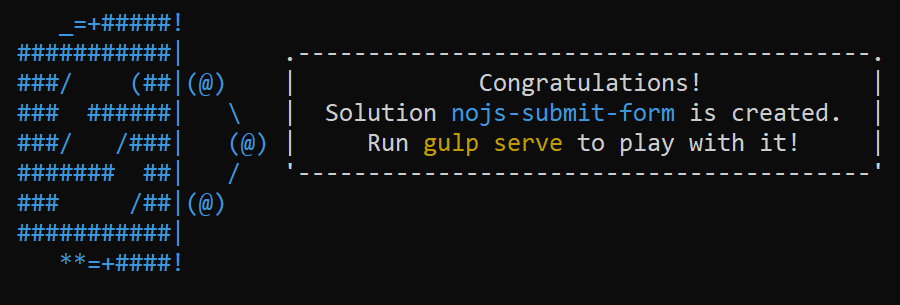 _=+#####!
###########|        .-----------------------------------------.
###/    (##|(@)     |             Congratulations!            |
###  ######|   \    |  Solution nojs-submit-form is created.  |
###/   /###|   (@)  |     Run gulp serve to play with it!     |
#######  ##|   /    '-----------------------------------------'
###     /##|(@)
###########|
   **=+####!